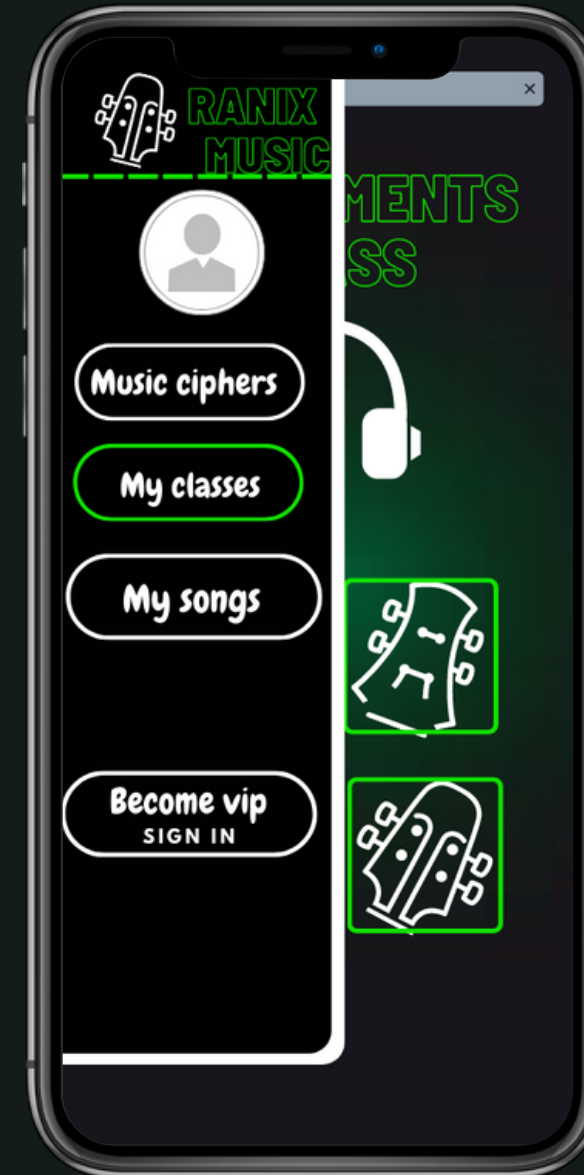 RANIX
MUSIC
MENTS
SS
Music ciphers
My classes
My songs
Become vip
SIGN IN